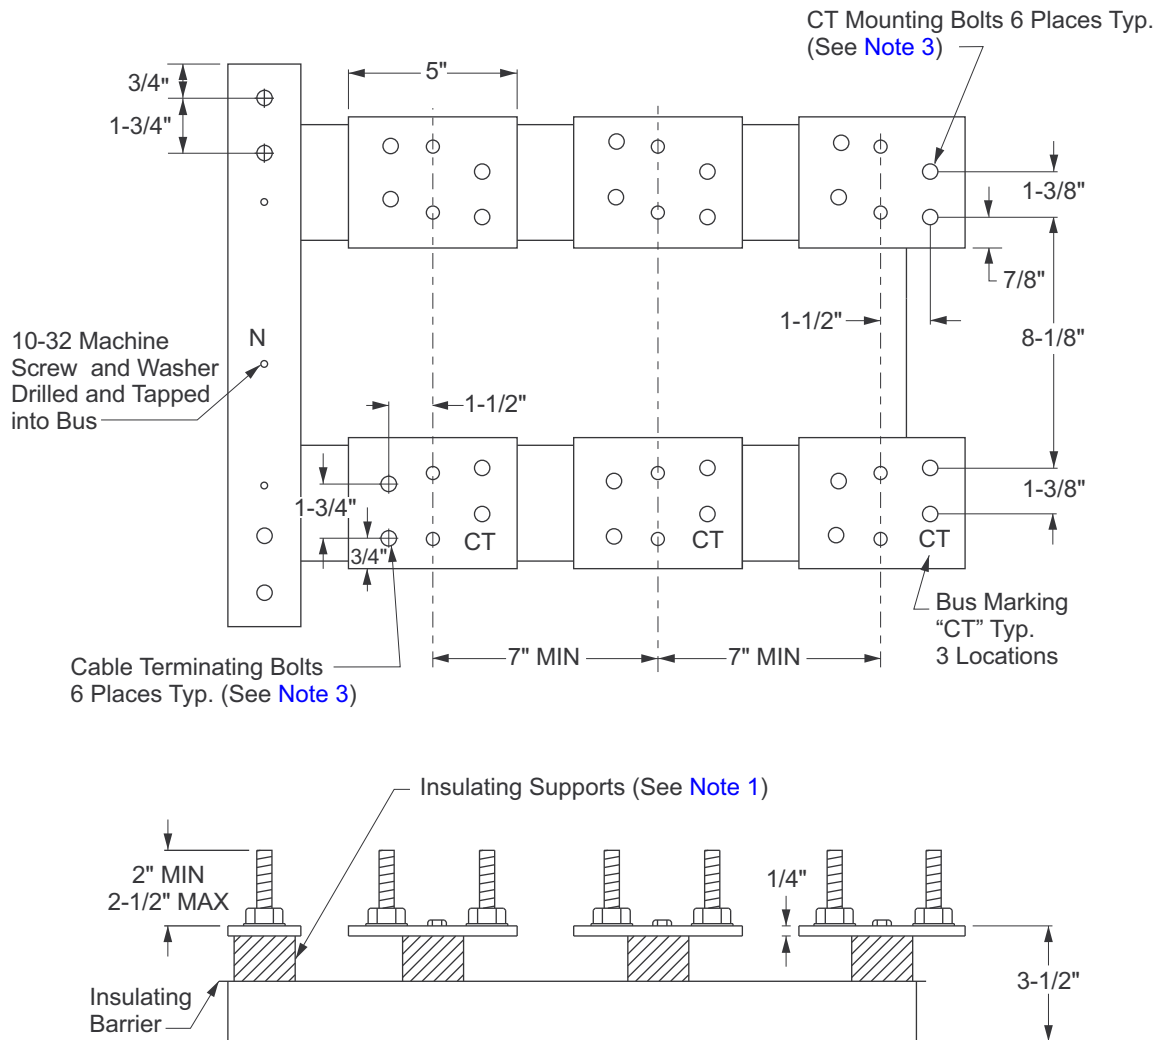 CT Mounting Bolts 6 Places Typ.
(See Note 3)
3/4"
5"
1-3/4"
1-3/8"
7/8"
1-1/2"
8-1/8"
10-32 Machine
Screw and Washer
Drilled and Tapped
into Bus
N
1-1/2"
1-3/4"
3/4"
CT
CT
CT
1-3/8"
Bus Marking
“CT” Typ.
3 Locations
7" MIN
7" MIN
Cable Terminating Bolts
6 Places Typ. (See Note 3)
Insulating Supports (See Note 1)
2" MIN
2-1/2" MAX
1/4"
3-1/2"
Insulating
Barrier